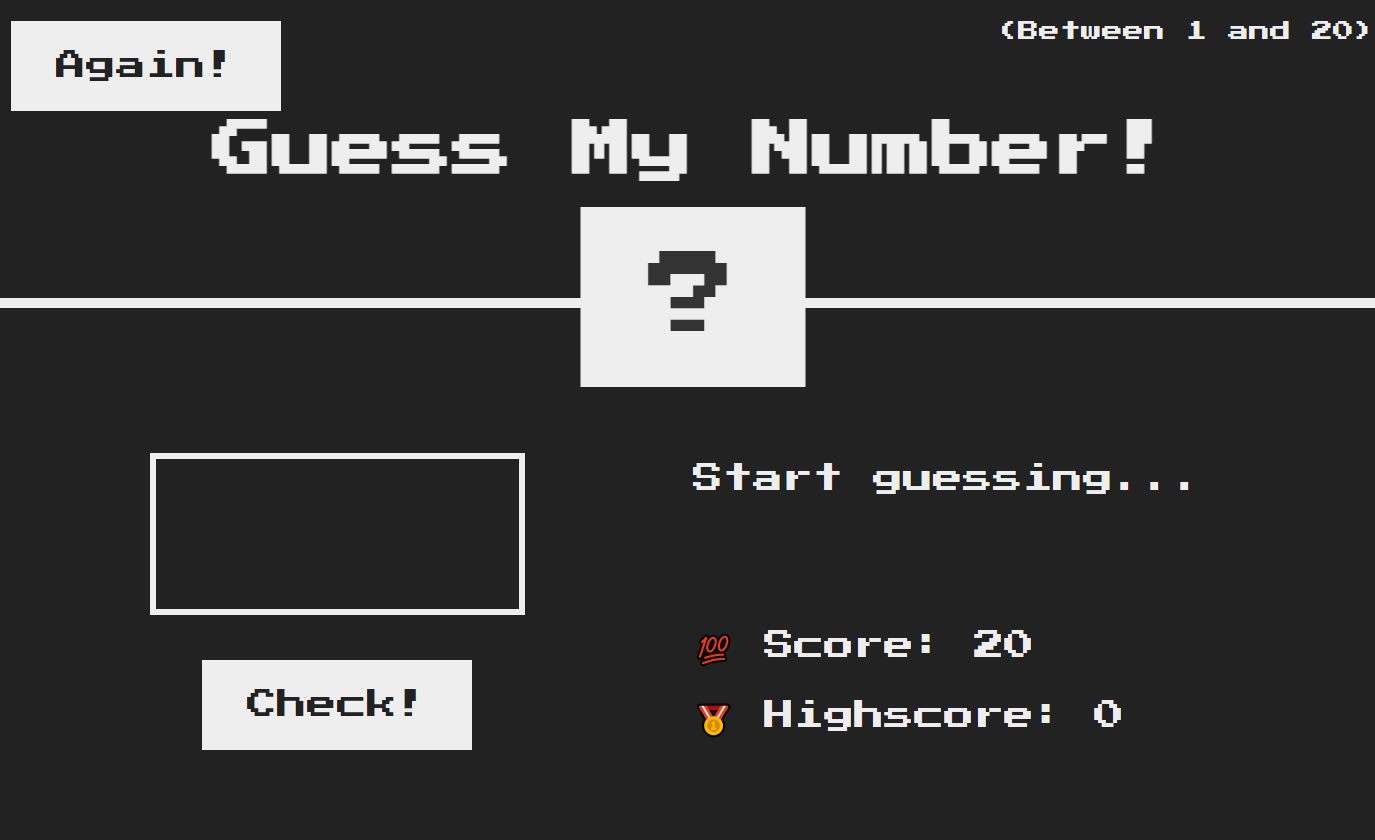 Again!
(Between 1 and 20)
Guess My Number!
?
Start guessing...
Check!
💯 Score: 20
🥇 Highscore: 0